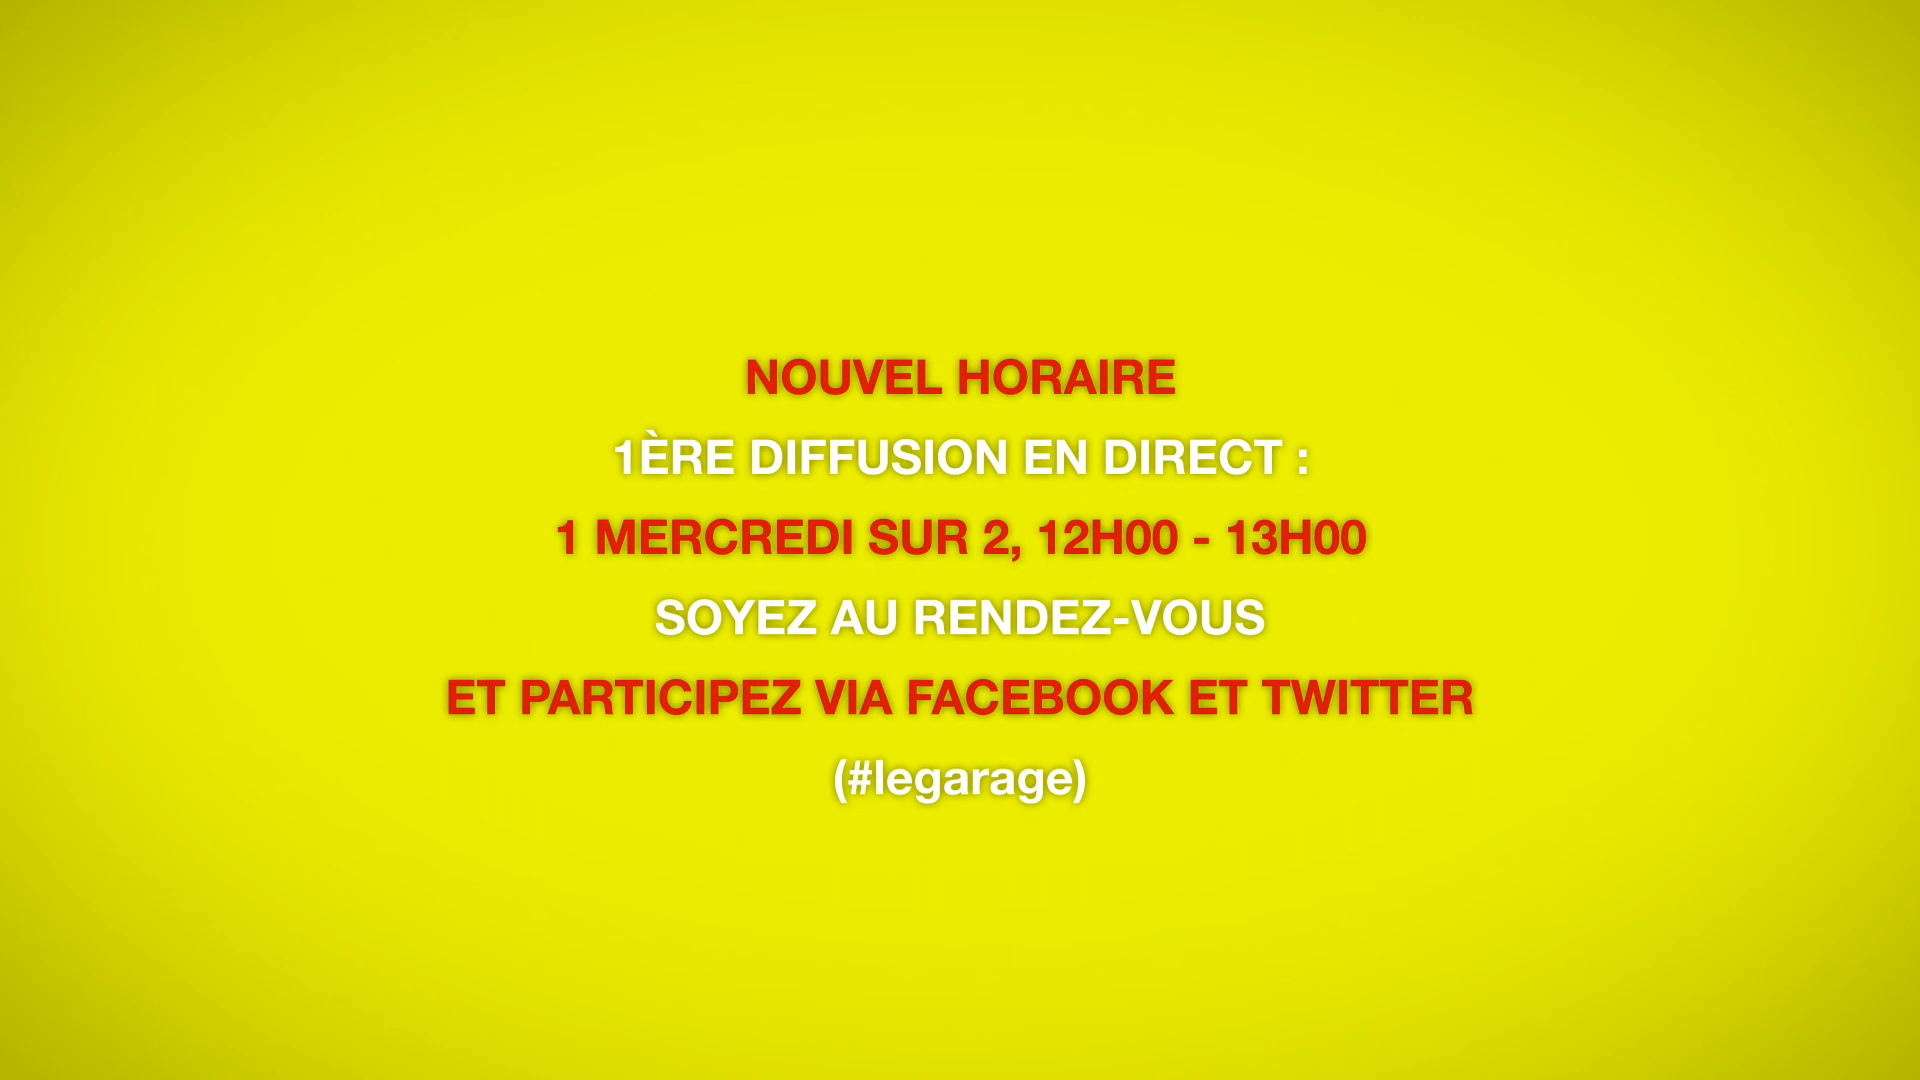 NOUVEL HORAIRE
1ÈRE DIFFUSION EN DIRECT :
1 MERCREDI SUR 2, 12H00 - 13H00
SOYEZ AU RENDEZ-VOUS
ET PARTICIPEZ VIA FACEBOOK ET TWITTER
(#legarage)